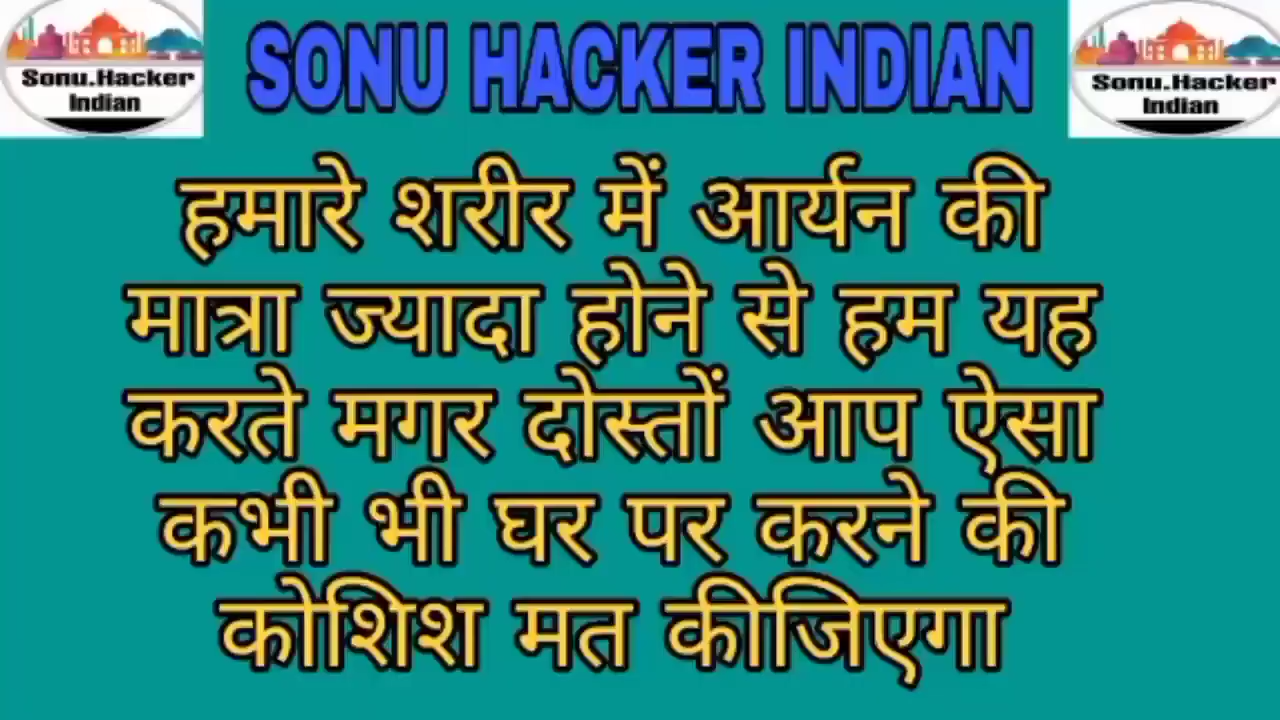 SONU HACKER INDIAN
Sonu.Hacker
Indian
Sonu.Hacker
Indian
हमारे शरीर में आर्यन की
मात्रा ज्यादा होने से हम यह
करते मगर दोस्तों आप ऐसा
कभी भी घर पर करने की
कोशिश मत कीजिएगा